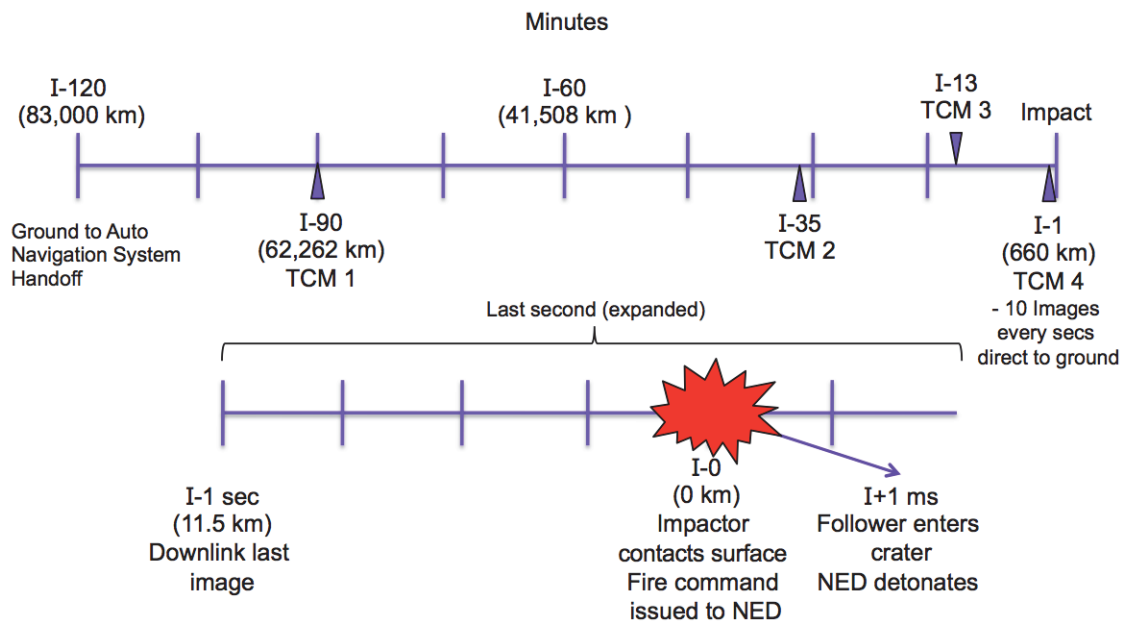 Minutes
I-120
(83,000 km)
I-60
(41,508 km )
I-13
TCM 3
Impact
Ground to Auto
Navigation System
Handoff
I-90
(62,262 km)
TCM 1
I-35
TCM 2
I-1
(660 km)
TCM 4
- 10 Images
every secs
direct to ground
Last second (expanded)
I-1 sec
(11.5 km)
Downlink last
image
I-0
(0 km)
Impactor
contacts surface
Fire command
issued to NED
I+1 ms
Follower enters
crater
NED detonates